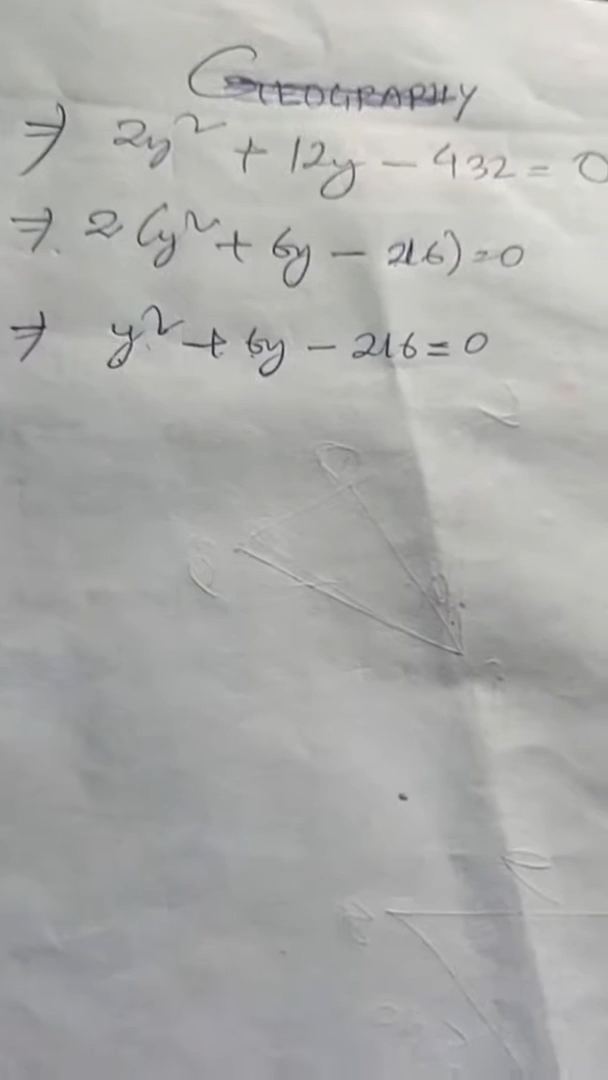 GEOGRAPHY
⇒ 2y² + 12y - 432 = 0
⇒ 2(y² + 6y - 216) = 0
⇒ y² + 6y - 216 = 0